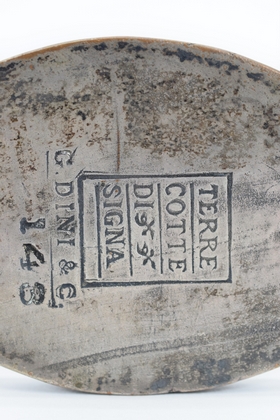 TERRE
COTTE
DI
SIGNA
G. DINI & C.
148